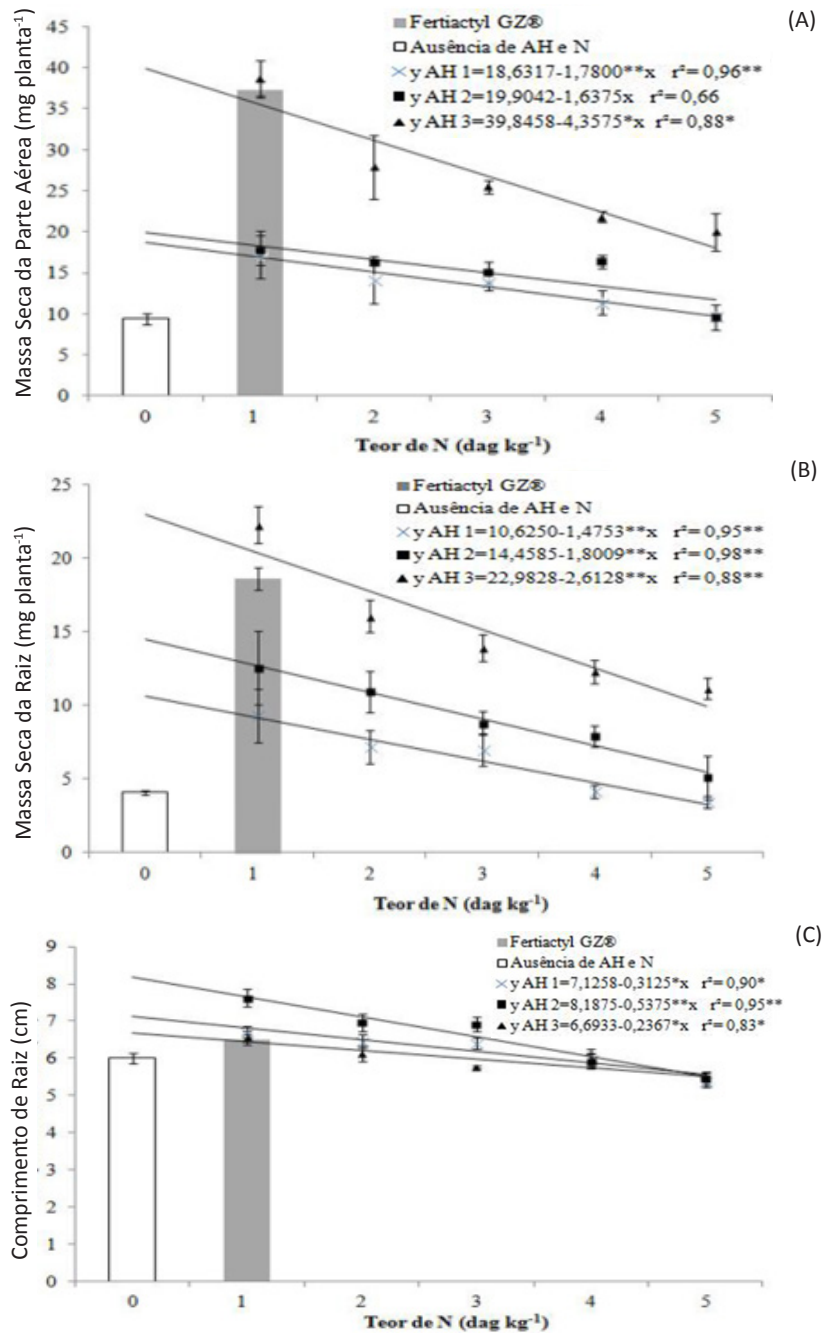 (A)
Massa Seca da Parte Aérea (mg planta⁻¹)
45
40
35
30
25
20
15
10
5
0
Fertiactyl GZ®
Ausência de AH e N
y AH 1=18,6317-1,7800**x r²= 0,96**
y AH 2=19,9042-1,6375x r²= 0,66
y AH 3=39,8458-4,3575*x r²= 0,88*
0 1 2 3 4 5
Teor de N (dag kg⁻¹)
(B)
Massa Seca da Raiz (mg planta⁻¹)
25
20
15
10
5
0
Fertiactyl GZ®
Ausência de AH e N
y AH 1=10,6250-1,4753**x r²= 0,95**
y AH 2=14,4585-1,8009**x r²= 0,98**
y AH 3=22,9828-2,6128**x r²= 0,88**
0 1 2 3 4 5
Teor de N (dag kg⁻¹)
(C)
Comprimento de Raiz (cm)
9
8
7
6
5
4
3
2
1
0
Fertiactyl GZ®
Ausência de AH e N
y AH 1=7,1258-0,3125*x r²= 0,90*
y AH 2=8,1875-0,5375**x r²= 0,95**
y AH 3=6,6933-0,2367*x r²= 0,83*
0 1 2 3 4 5
Teor de N (dag kg⁻¹)